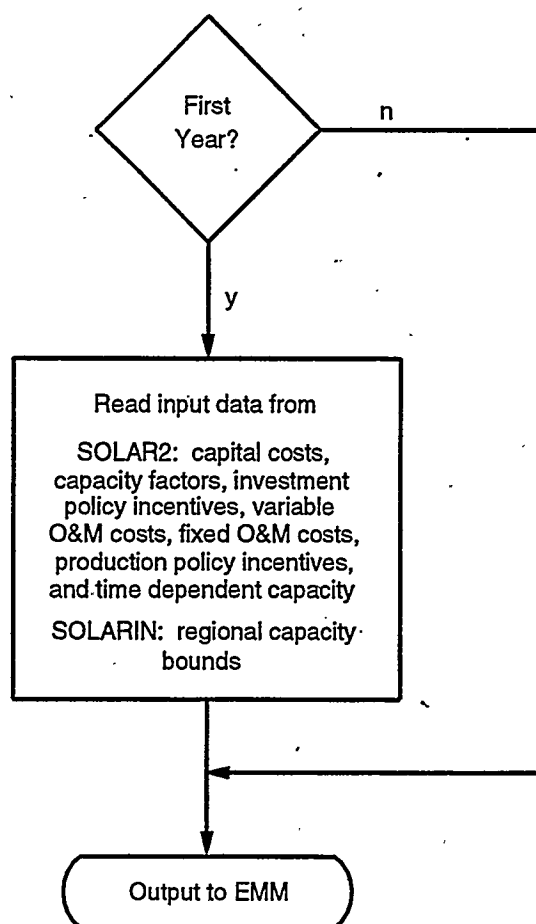 First
Year?
n
y
Read input data from
SOLAR2: capital costs,
capacity factors, investment
policy incentives, variable
O&M costs, fixed O&M costs,
production policy incentives,
and time dependent capacity
SOLARIN: regional capacity
bounds
Output to EMM